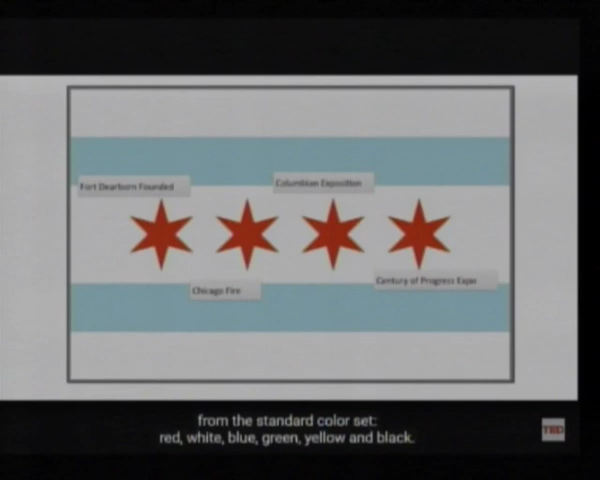 Fort Dearborn Founded
Columbian Exposition
Chicago Fire
Century of Progress Expo
from the standard color set:
red, white, blue, green, yellow and black.
TED